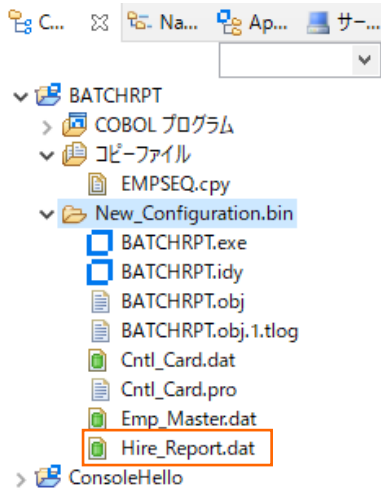 C... Na... Ap... サー...
BATCHRPT
COBOL プログラム
コピーファイル
EMPSEQ.cpy
New_Configuration.bin
BATCHRPT.exe
BATCHRPT.idy
BATCHRPT.obj
BATCHRPT.obj.1.tlog
Cntl_Card.dat
Cntl_Card.pro
Emp_Master.dat
Hire_Report.dat
ConsoleHello